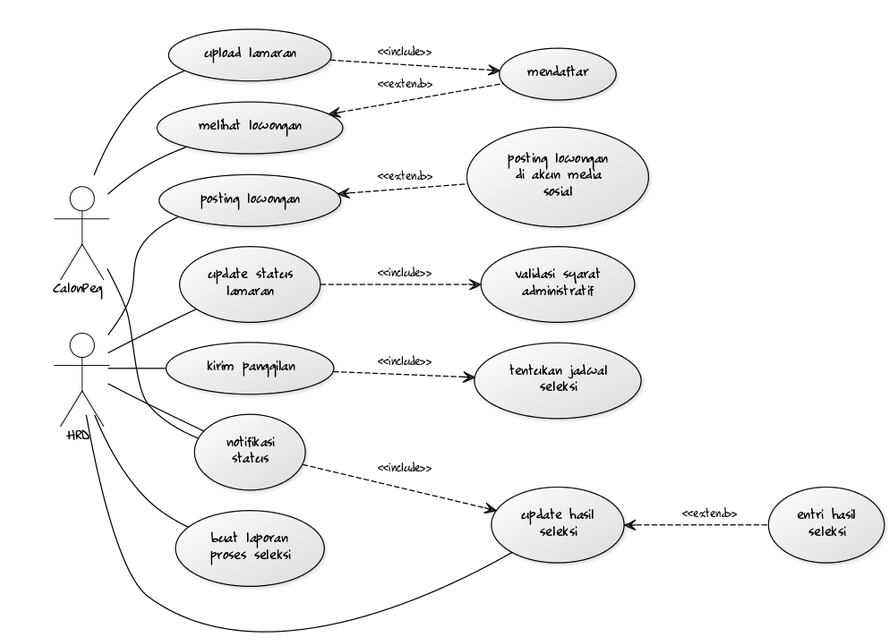 upload lamaran
<<include>>
mendaftar
<<extend>>
melihat lowongan
posting lowongan
di akun media
sosial
<<extend>>
posting lowongan
update status
lamaran
<<include>>
validasi syarat
administratif
CalonPeg
kirim panggilan
<<include>>
tentukan jadwal
seleksi
HRD
notifikasi
status
<<include>>
update hasil
seleksi
<<extend>>
entri hasil
seleksi
buat laporan
proses seleksi